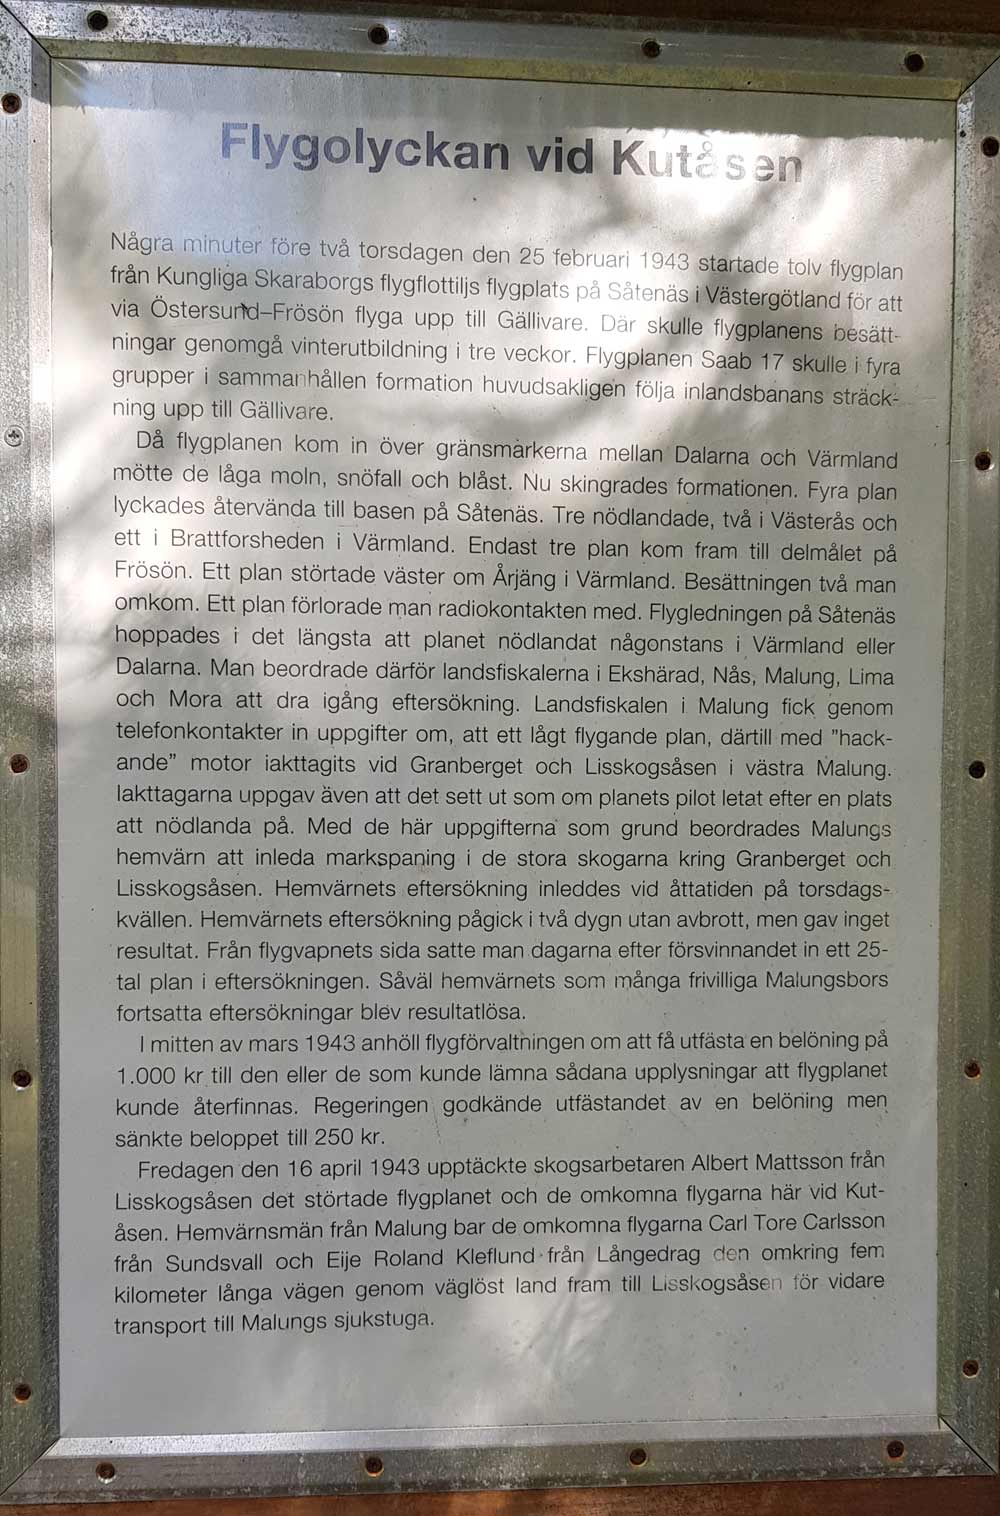 Flygolyckan vid Kutåsen
Några minuter före två torsdagen den 25 februari 1943 startade tolv flygplan
från Kungliga Skaraborgs flygflottiljs flygplats på Såtenäs i Västergötland för att
via Östersund–Frösön flyga upp till Gällivare. Där skulle flygplanens besätt-
ningar genomgå vinterutbildning i tre veckor. Flygplanen Saab 17 skulle i fyra
grupper i sammanhållen formation huvudsakligen följa inlandsbanans sträck-
ning upp till Gällivare.
Då flygplanen kom in över gränsmarkerna mellan Dalarna och Värmland
mötte de låga moln, snöfall och blåst. Nu skingrades formationen. Fyra plan
lyckades återvända till basen på Såtenäs. Tre nödlandade, två i Västerås och
ett i Brattforsheden i Värmland. Endast tre plan kom fram till delmålet på
Frösön. Ett plan störtade väster om Årjäng i Värmland. Besättningen två man
omkom. Ett plan förlorade man radiokontakten med. Flygledningen på Såtenäs
hoppades i det längsta att planet nödlandat någonstans i Värmland eller
Dalarna. Man beordrade därför landsfiskalerna i Ekshärad, Nås, Malung, Lima
och Mora att dra igång eftersökning. Landsfiskalen i Malung fick genom
telefonkontakter in uppgifter om, att ett lågt flygande plan, därtill med ”hack-
ande” motor iakttagits vid Granberget och Lisskogsåsen i västra Malung.
Iakttagarna uppgav även att det sett ut som om planets pilot letat efter en plats
att nödlanda på. Med de här uppgifterna som grund beordrades Malungs
hemvärn att inleda markspaning i de stora skogarna kring Granberget och
Lisskogsåsen. Hemvärnets eftersökning inleddes vid åttatiden på torsdags-
kvällen. Hemvärnets eftersökning pågick i två dygn utan avbrott, men gav inget
resultat. Från flygvapnets sida satte man dagarna efter försvinnandet in ett 25-
tal plan i eftersökningen. Såväl hemvärnets som många frivilliga Malungsbors
fortsatta eftersökningar blev resultatlösa.
I mitten av mars 1943 anhöll flygförvaltningen om att få utfästa en belöning på
1.000 kr till den eller de som kunde lämna sådana upplysningar att flygplanet
kunde återfinnas. Regeringen godkände utfästandet av en belöning men
sänkte beloppet till 250 kr.
Fredagen den 16 april 1943 upptäckte skogsarbetaren Albert Mattsson från
Lisskogsåsen det störtade flygplanet och de omkomna flygarna här vid Kut-
åsen. Hemvärnsmän från Malung bar de omkomna flygarna Carl Tore Carlsson
från Sundsvall och Eije Roland Kleflund från Långedrag den omkring fem
kilometer långa vägen genom väglöst land fram till Lisskogsåsen för vidare
transport till Malungs sjukstuga.